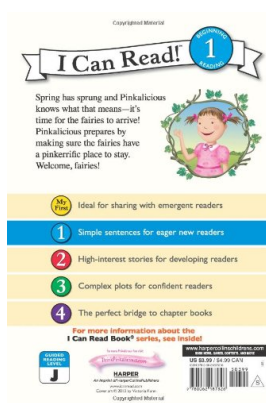 Copyrighted Material
I Can Read!
BEGINNING
1
READING
Spring has sprung and Pinkalicious
knows what that means—it's
time for the fairies to arrive!
Pinkalicious prepares by
making sure the fairies have
a pinkerrific place to stay.
Welcome, fairies!
My First Ideal for sharing with emergent readers
1 Simple sentences for eager new readers
2 High-interest stories for developing readers
3 Complex plots for confident readers
4 The perfect bridge to chapter books
For more information about the
I Can Read Book® series, see inside!
GUIDED
READING
LEVEL
J
HARPER
www.harpercollinschildrens.com
US $3.99 / $4.99 CAN
Copyrighted Material